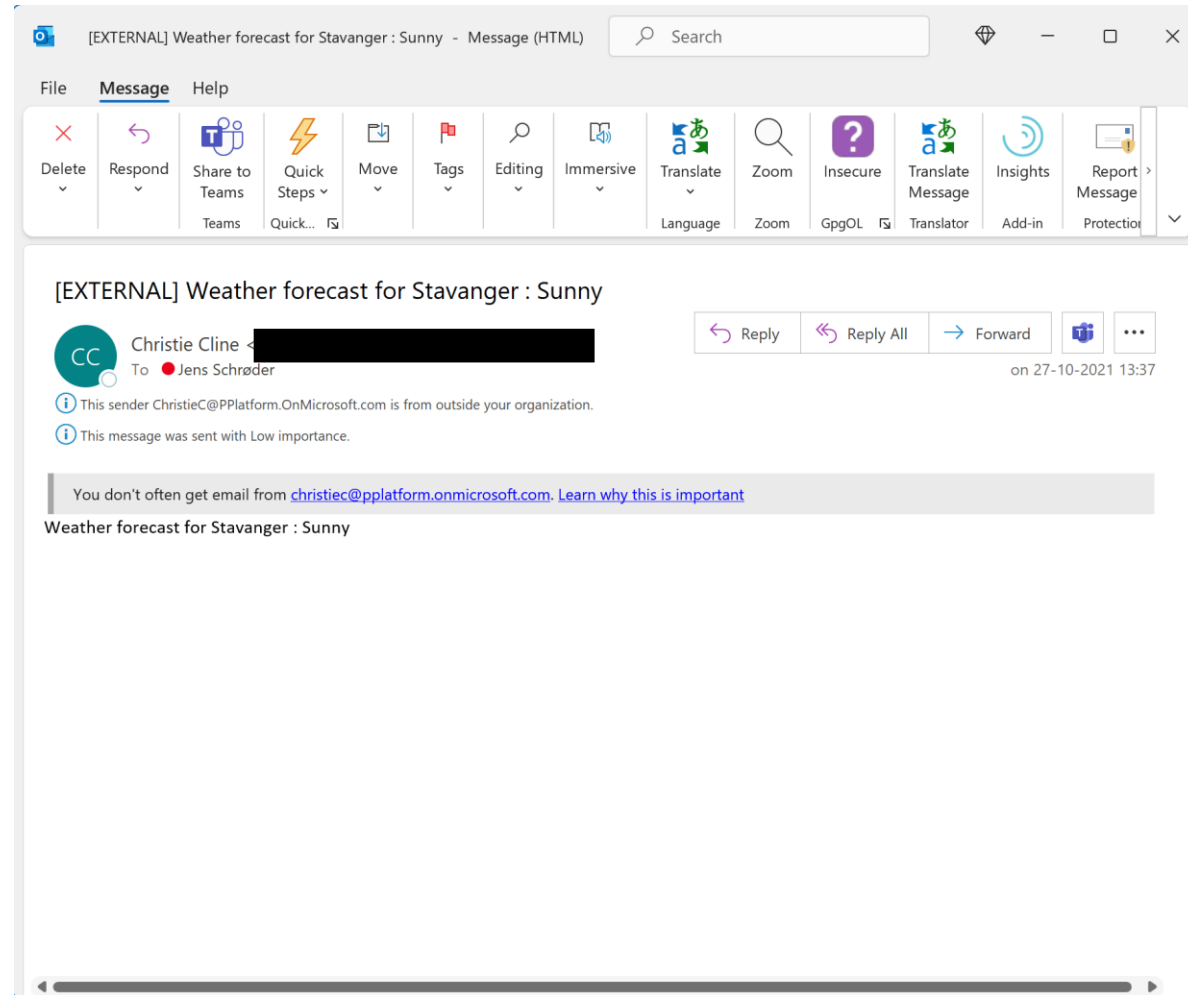 [EXTERNAL] Weather forecast for Stavanger : Sunny - Message (HTML)
Search
File Message Help
Delete Respond Share to Teams Quick Steps Move Tags Editing Immersive Translate Zoom Insecure Translate Message Insights Report Message
Teams Quick... Language Zoom GpgOL Translator Add-in Protection
[EXTERNAL] Weather forecast for Stavanger : Sunny
CC
Christie Cline <
To Jens Schrøder
Reply Reply All Forward
on 27-10-2021 13:37
This sender ChristieC@PPlatform.OnMicrosoft.com is from outside your organization.
This message was sent with Low importance.
You don't often get email from christiec@pplatform.onmicrosoft.com. Learn why this is important
Weather forecast for Stavanger : Sunny